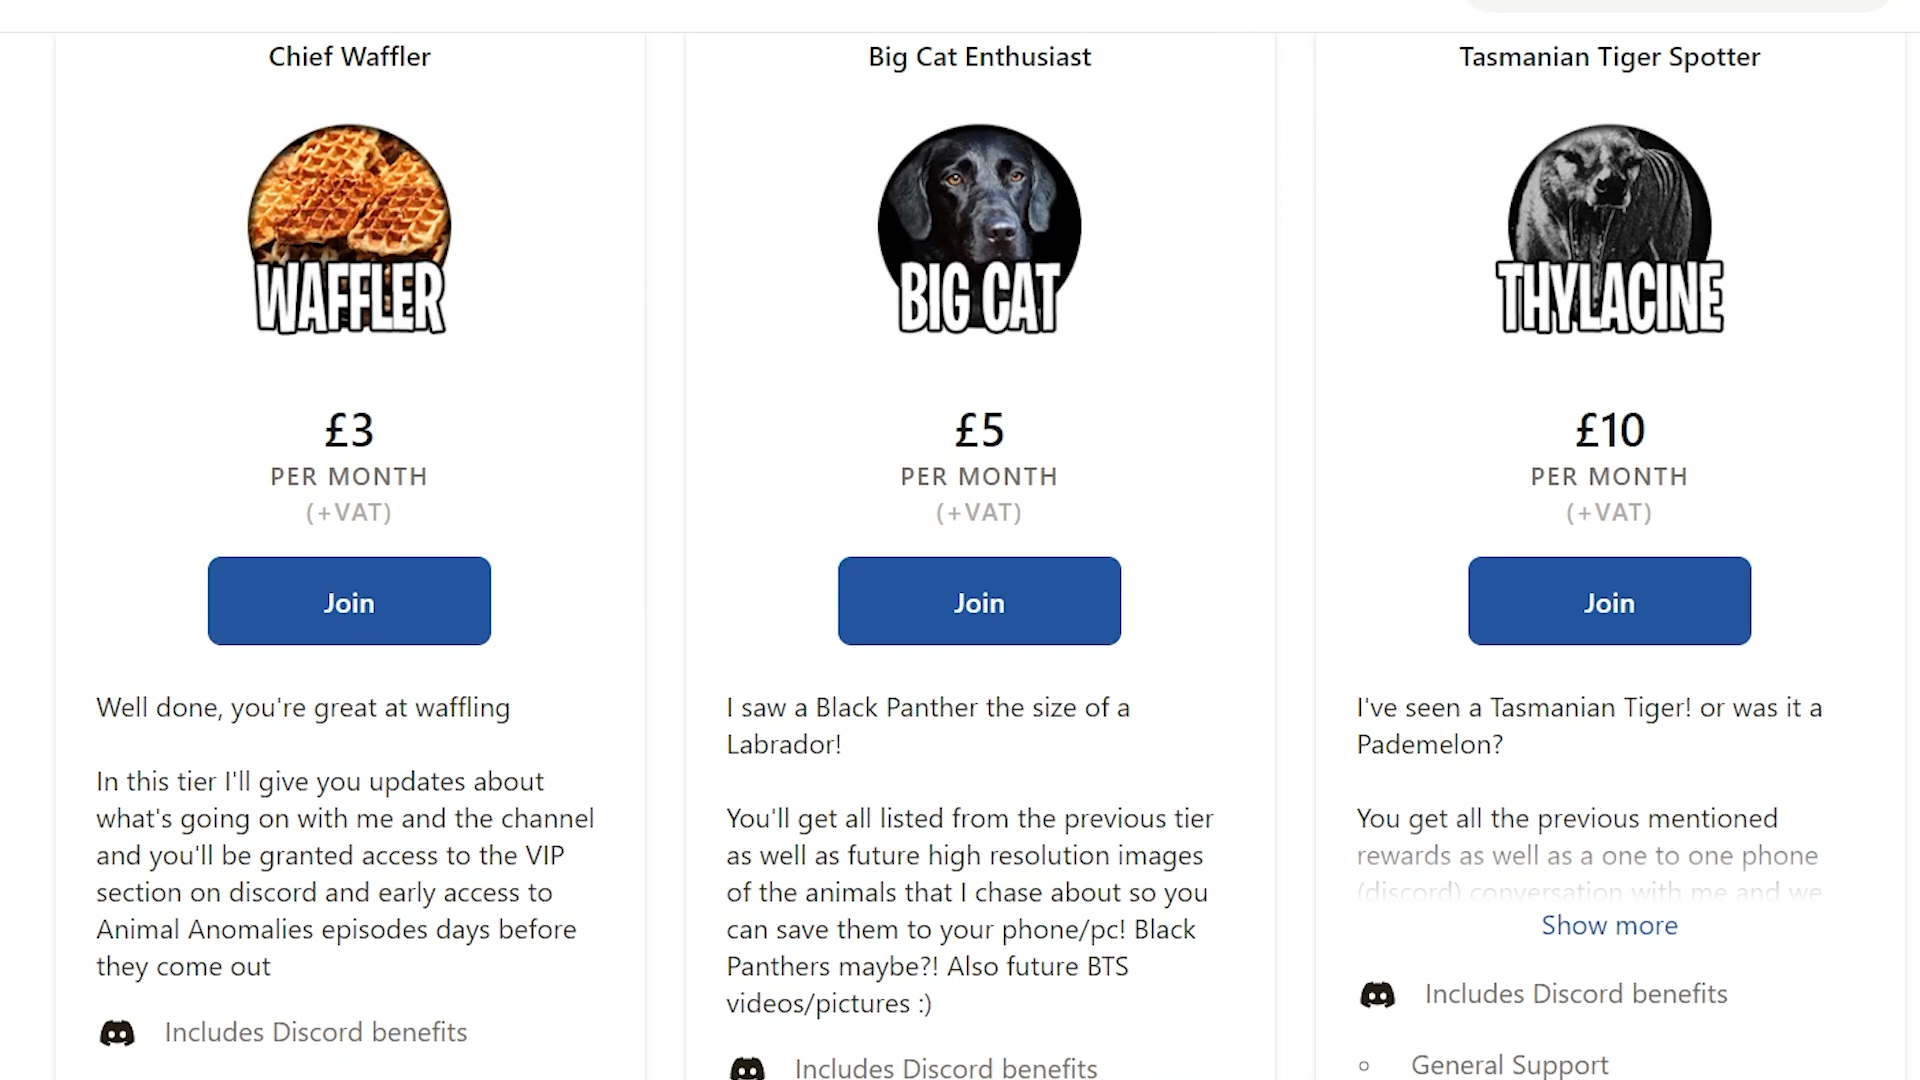 Chief Waffler
WAFFLER
£3
PER MONTH
(+VAT)
Join
Well done, you're great at waffling
In this tier I'll give you updates about
what's going on with me and the channel
and you'll be granted access to the VIP
section on discord and early access to
Animal Anomalies episodes days before
they come out
Includes Discord benefits
Big Cat Enthusiast
BIG CAT
£5
PER MONTH
(+VAT)
Join
I saw a Black Panther the size of a
Labrador!
You'll get all listed from the previous tier
as well as future high resolution images
of the animals that I chase about so you
can save them to your phone/pc! Black
Panthers maybe?! Also future BTS
videos/pictures :)
Includes Discord benefits
Tasmanian Tiger Spotter
THYLACINE
£10
PER MONTH
(+VAT)
Join
I've seen a Tasmanian Tiger! or was it a
Pademelon?
You get all the previous mentioned
rewards as well as a one to one phone
(discord) conversation with me and we
Show more
Includes Discord benefits
General Support